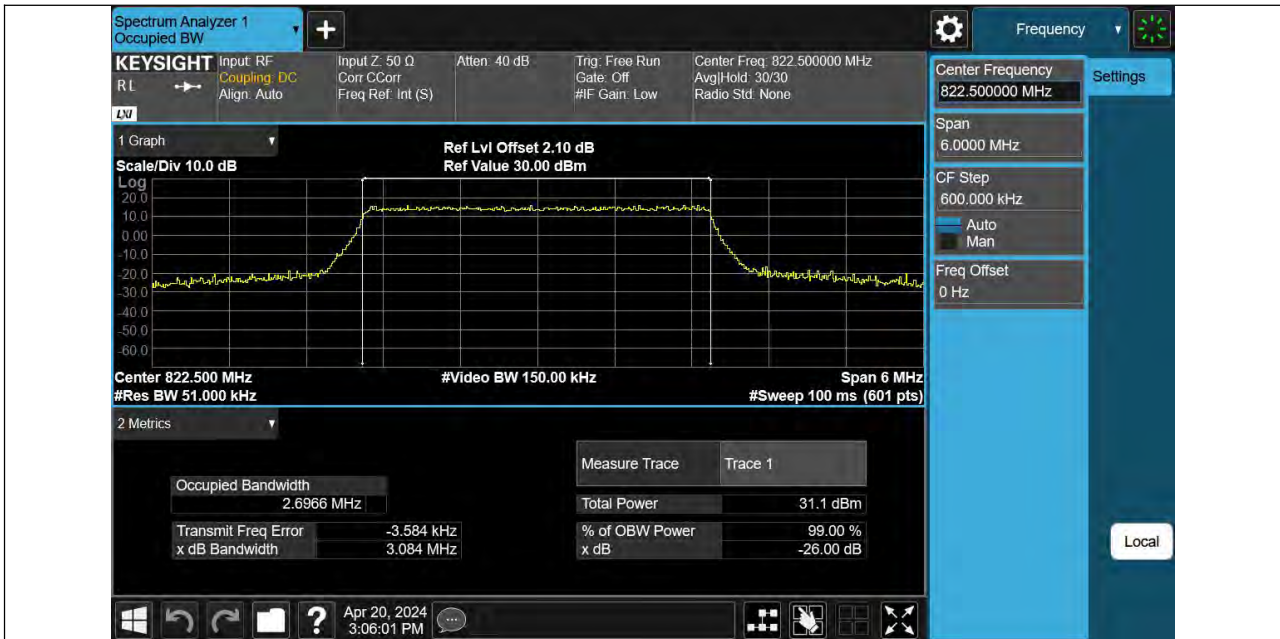 Spectrum Analyzer 1
Occupied BW
+
Frequency
KEYSIGHT
R L
LXI
Input: RF
Coupling: DC
Align: Auto
Input Z: 50 Ω
Corr CCorr
Freq Ref: Int (S)
Atten: 40 dB
Trig: Free Run
Gate: Off
#IF Gain: Low
Center Freq: 822.500000 MHz
Avg|Hold: 30/30
Radio Std: None
Center Frequency
822.500000 MHz
Settings
Span
6.0000 MHz
CF Step
600.000 kHz
Auto
Man
Freq Offset
0 Hz
Local
1 Graph
Scale/Div 10.0 dB
Ref Lvl Offset 2.10 dB
Ref Value 30.00 dBm
Log
20.0
10.0
0.00
-10.0
-20.0
-30.0
-40.0
-50.0
-60.0
Center 822.500 MHz
#Video BW 150.00 kHz
Span 6 MHz
#Res BW 51.000 kHz
#Sweep 100 ms (601 pts)
2 Metrics
Measure Trace
Trace 1
Occupied Bandwidth
2.6966 MHz
Total Power
31.1 dBm
Transmit Freq Error
-3.584 kHz
% of OBW Power
99.00 %
x dB Bandwidth
3.084 MHz
x dB
-26.00 dB
?
Apr 20, 2024
3:06:01 PM